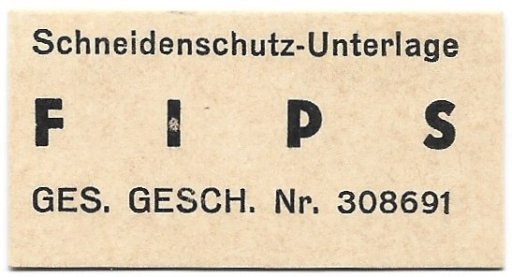 Schneidenschutz-Unterlage
F I P S
GES. GESCH. Nr. 308691